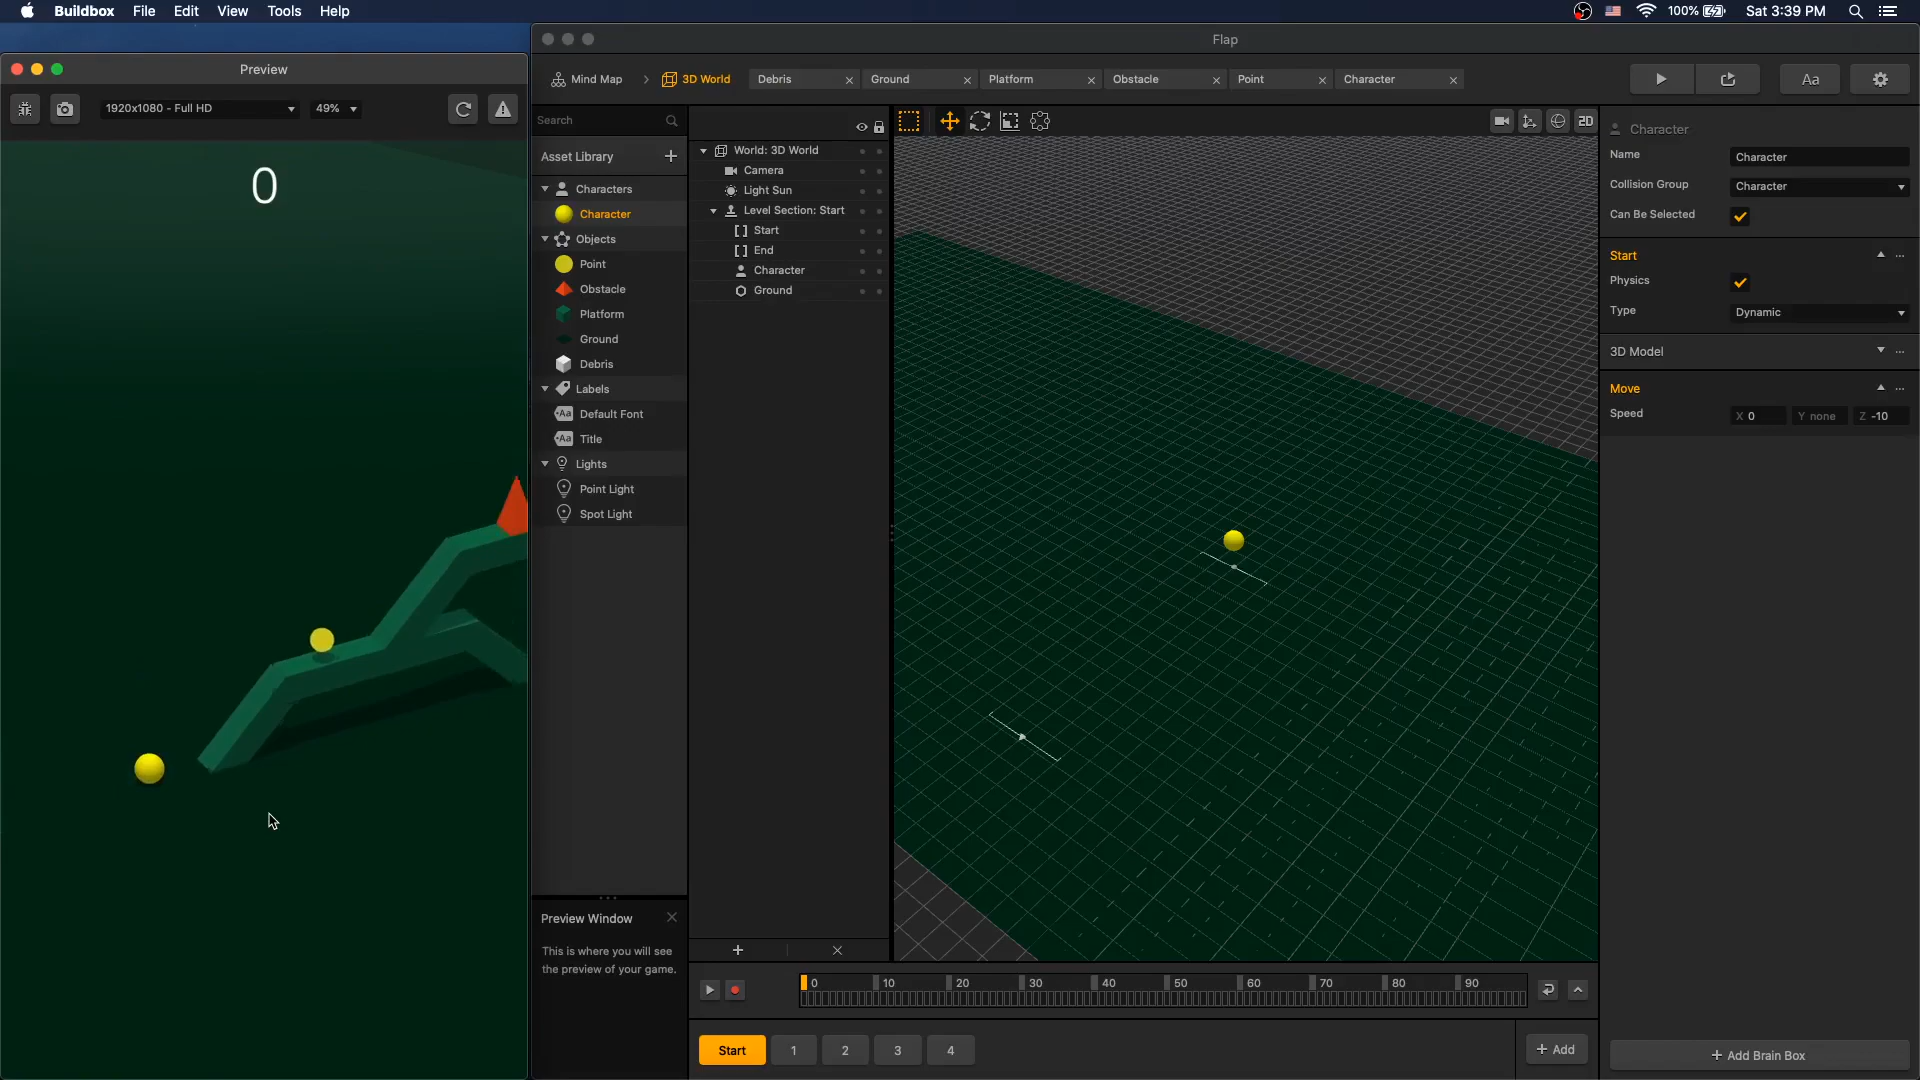 Buildbox File Edit View Tools Help
100% Sat 3:39 PM
Preview
1920x1080 - Full HD 49%
0
Flap
Mind Map 3D World Debris Ground Platform Obstacle Point Character
Aa
Search
Asset Library
Characters
Character
Objects
Point
Obstacle
Platform
Ground
Debris
Labels
Aa Default Font
Aa Title
Lights
Point Light
Spot Light
World: 3D World
Camera
Light Sun
Level Section: Start
Start
End
Character
Ground
2D
Character
Name Character
Collision Group Character
Can Be Selected
Start
Physics
Type Dynamic
3D Model
Move
Speed X 0 Y none Z -10
Preview Window
This is where you will see
the preview of your game.
0 10 20 30 40 50 60 70 80 90
Start 1 2 3 4
+ Add
+ Add Brain Box